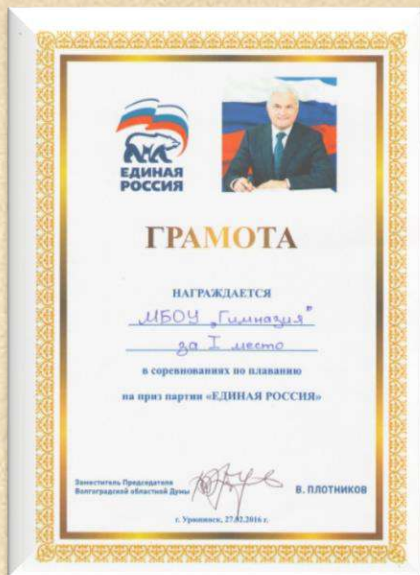 ЕДИНАЯ
РОССИЯ
ГРАМОТА
НАГРАЖДАЕТСЯ
МБОУ „Гимназия"
за I место
в соревнованиях по плаванию
на приз партии «ЕДИНАЯ РОССИЯ»
Заместитель Председателя
Волгоградской областной Думы
В. ПЛОТНИКОВ
г. Урюпинск, 27.02.2016 г.